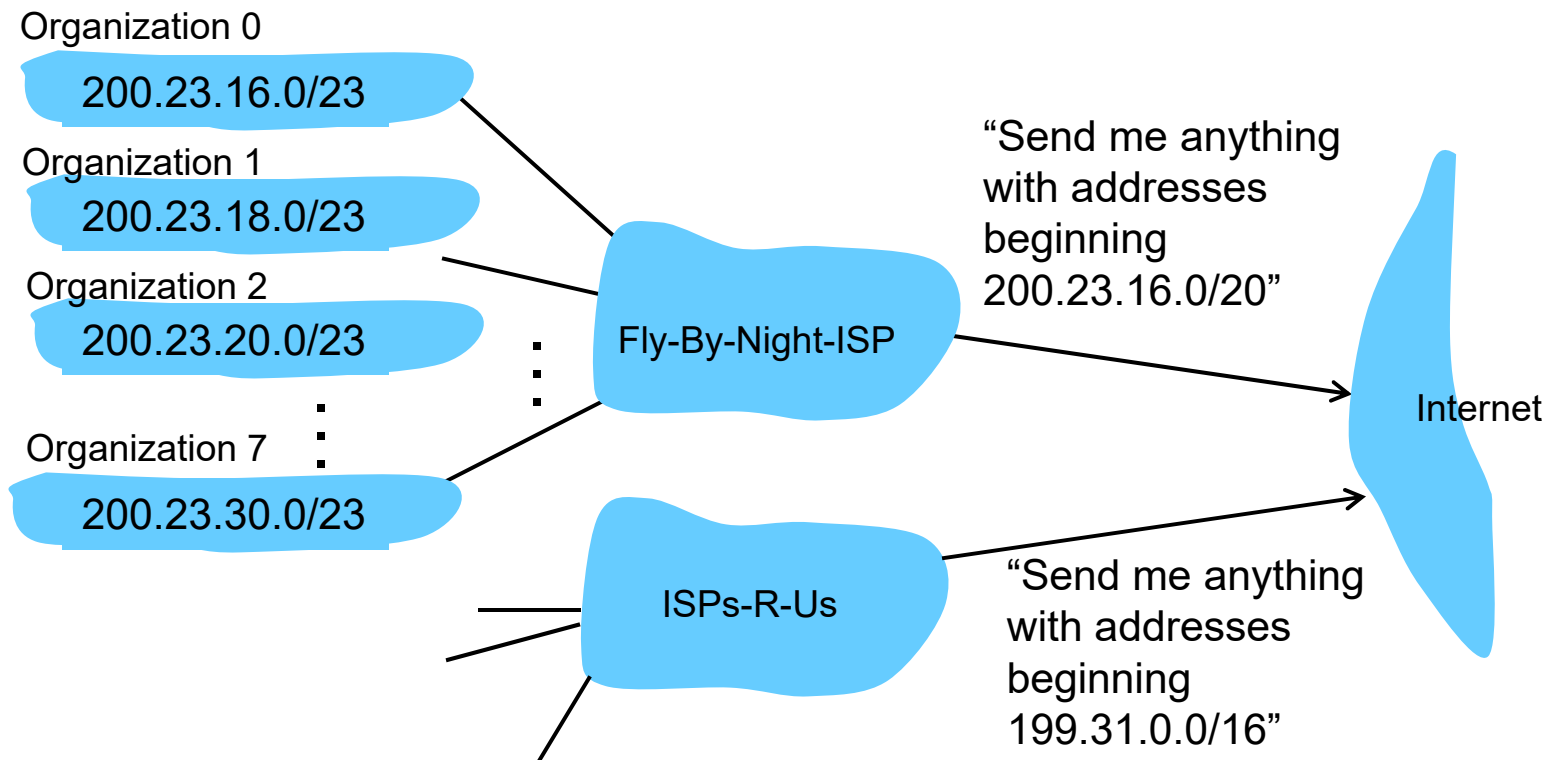 Organization 0
200.23.16.0/23
Organization 1
200.23.18.0/23
Organization 2
200.23.20.0/23
Organization 7
200.23.30.0/23
Fly-By-Night-ISP
“Send me anything
with addresses
beginning
200.23.16.0/20”
Internet
ISPs-R-Us
“Send me anything
with addresses
beginning
199.31.0.0/16”